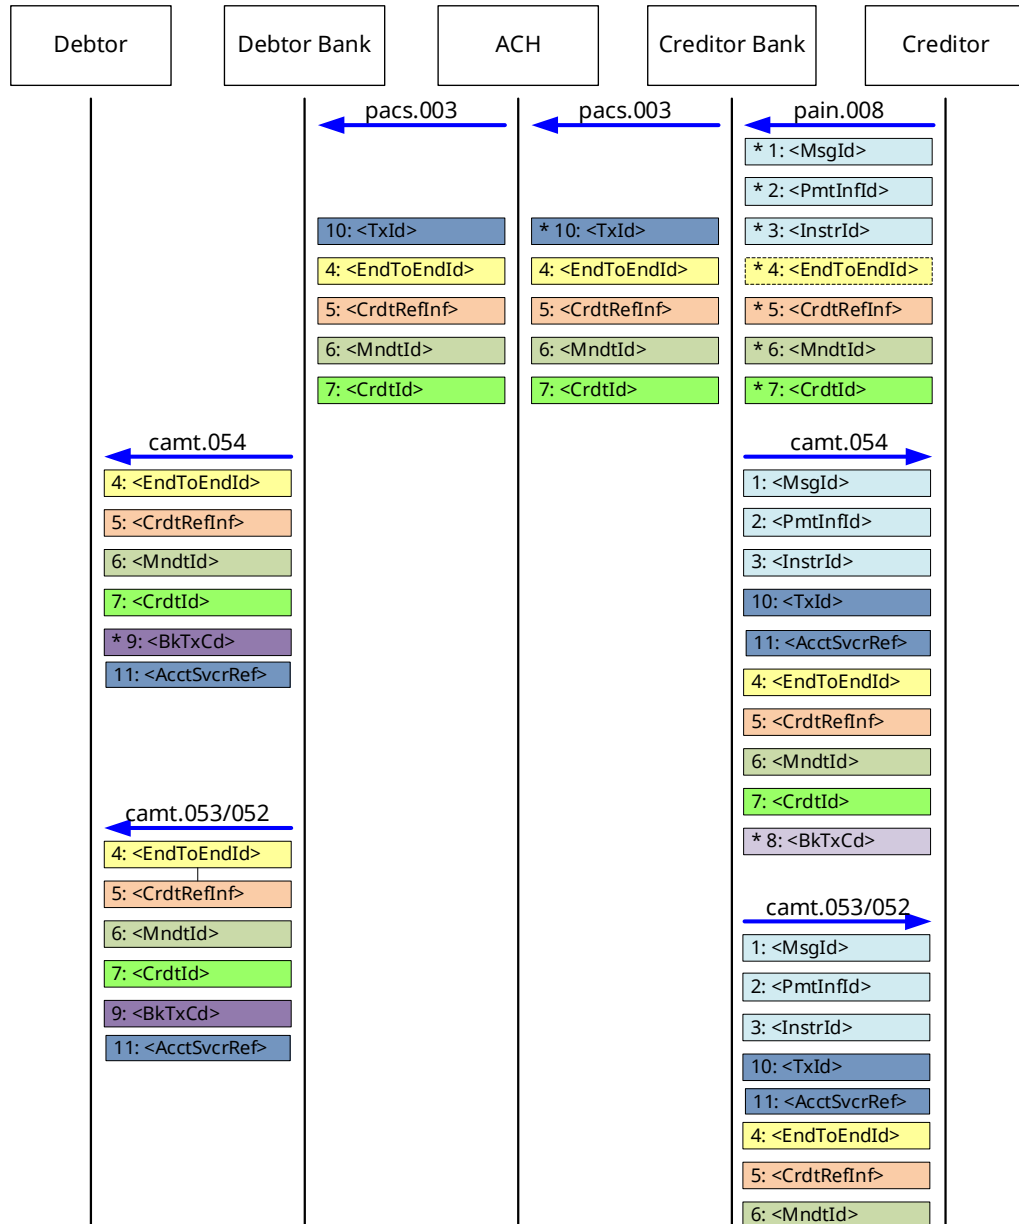 Debtor
Debtor Bank
ACH
Creditor Bank
Creditor
pacs.003
pacs.003
pain.008
* 1: <MsgId>
* 2: <PmtInfId>
10: <TxId>
* 10: <TxId>
* 3: <InstrId>
4: <EndToEndId>
4: <EndToEndId>
* 4: <EndToEndId>
5: <CrdtRefInf>
5: <CrdtRefInf>
* 5: <CrdtRefInf>
6: <MndtId>
6: <MndtId>
* 6: <MndtId>
7: <CrdtId>
7: <CrdtId>
* 7: <CrdtId>
camt.054
4: <EndToEndId>
5: <CrdtRefInf>
6: <MndtId>
7: <CrdtId>
* 9: <BkTxCd>
11: <AcctSvcrRef>
camt.054
1: <MsgId>
2: <PmtInfId>
3: <InstrId>
10: <TxId>
11: <AcctSvcrRef>
4: <EndToEndId>
5: <CrdtRefInf>
6: <MndtId>
7: <CrdtId>
* 8: <BkTxCd>
camt.053/052
4: <EndToEndId>
5: <CrdtRefInf>
6: <MndtId>
7: <CrdtId>
9: <BkTxCd>
11: <AcctSvcrRef>
camt.053/052
1: <MsgId>
2: <PmtInfId>
3: <InstrId>
10: <TxId>
11: <AcctSvcrRef>
4: <EndToEndId>
5: <CrdtRefInf>
6: <MndtId>